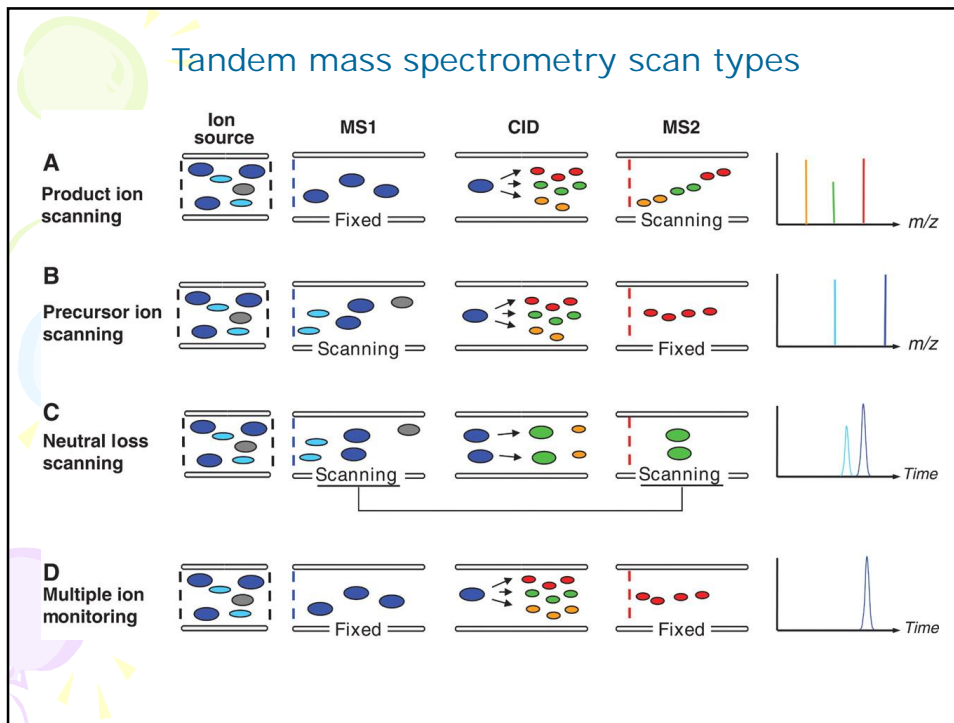 Tandem mass spectrometry scan types
Ion source
MS1
CID
MS2
A
Product ion
scanning
Fixed
Scanning
m/z
B
Precursor ion
scanning
Scanning
Fixed
m/z
C
Neutral loss
scanning
Scanning
Scanning
Time
D
Multiple ion
monitoring
Fixed
Fixed
Time